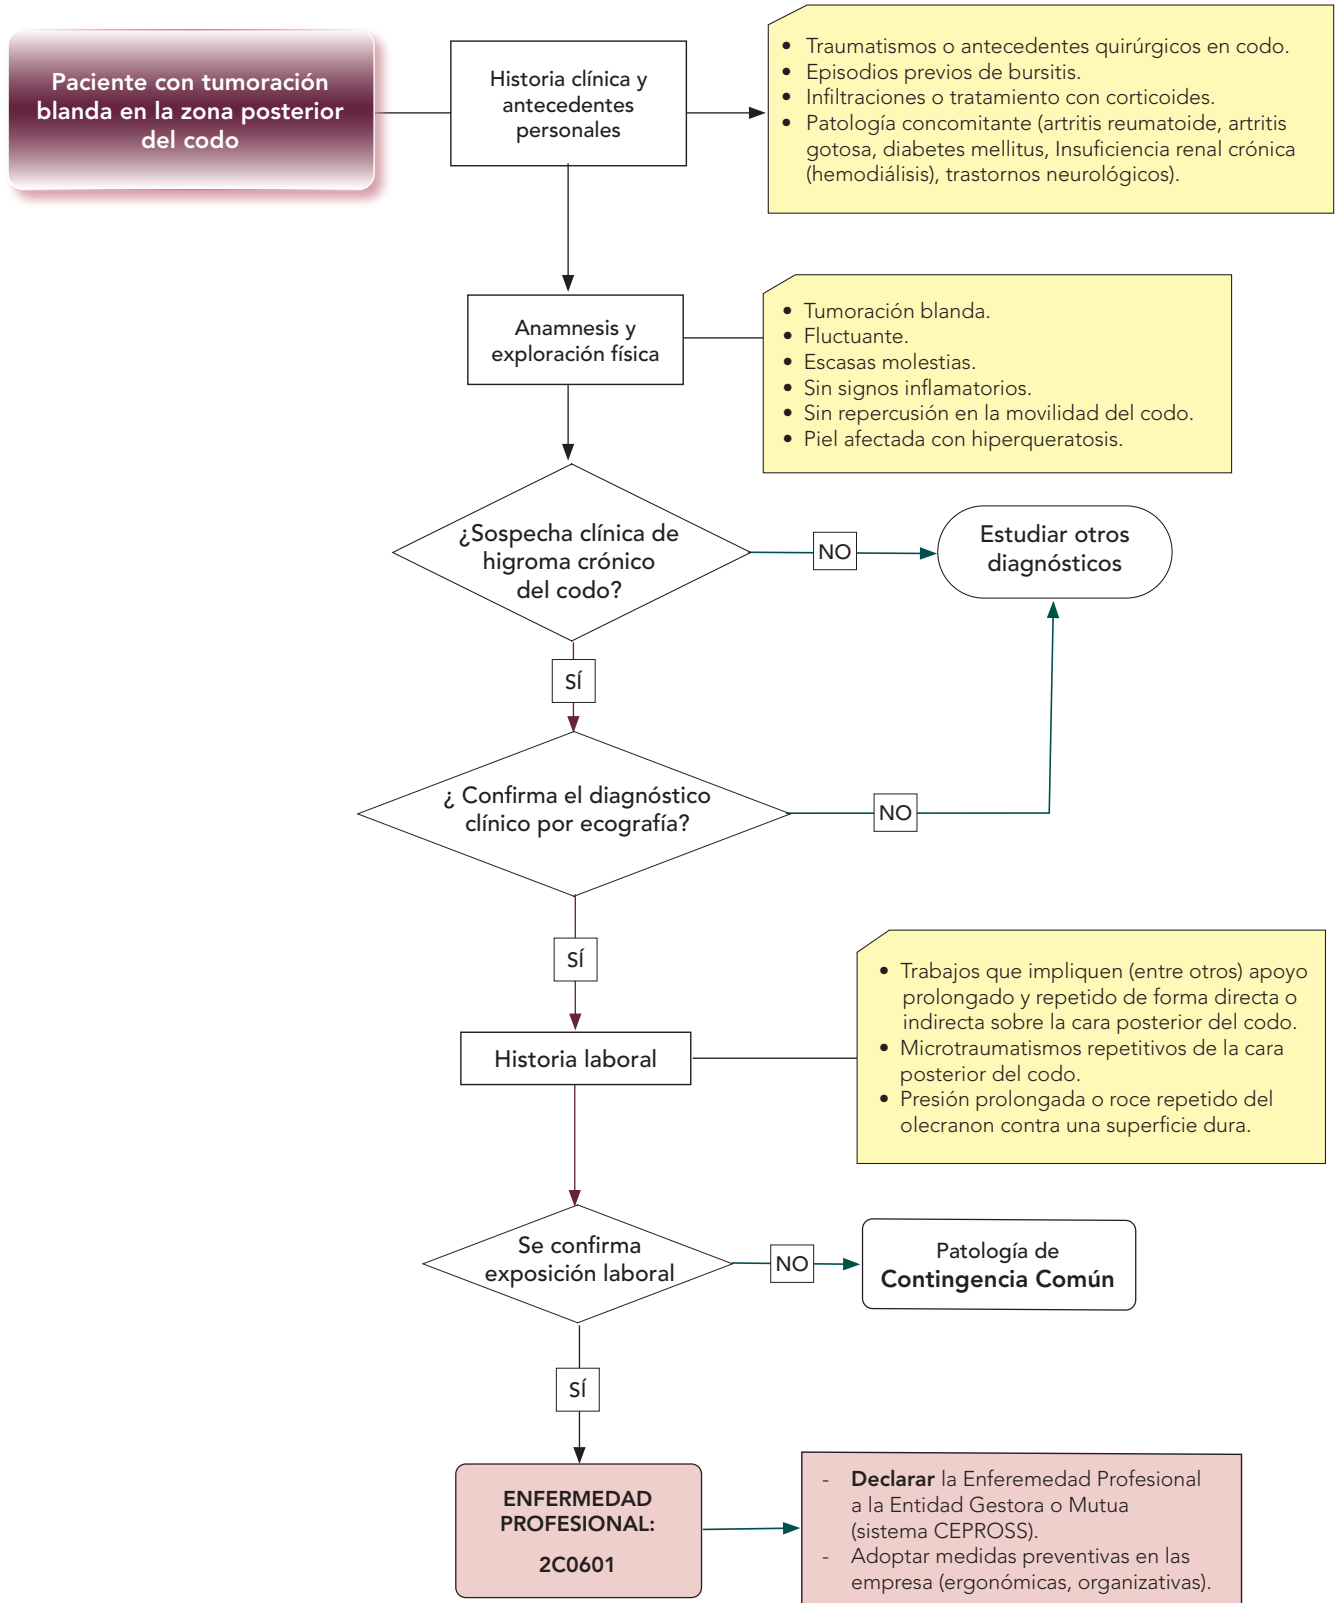 Paciente con tumoración
blanda en la zona posterior
del codo
Historia clínica y
antecedentes
personales
• Traumatismos o antecedentes quirúrgicos en codo.
• Episodios previos de bursitis.
• Infiltraciones o tratamiento con corticoides.
• Patología concomitante (artritis reumatoide, artritis
gotosa, diabetes mellitus, Insuficiencia renal crónica
(hemodiálisis), trastornos neurológicos).
Anamnesis y
exploración física
• Tumoración blanda.
• Fluctuante.
• Escasas molestias.
• Sin signos inflamatorios.
• Sin repercusión en la movilidad del codo.
• Piel afectada con hiperqueratosis.
¿Sospecha clínica de
higroma crónico
del codo?
NO
Estudiar otros
diagnósticos
SÍ
¿ Confirma el diagnóstico
clínico por ecografía?
NO
SÍ
Historia laboral
• Trabajos que impliquen (entre otros) apoyo
prolongado y repetido de forma directa o
indirecta sobre la cara posterior del codo.
• Microtraumatismos repetitivos de la cara
posterior del codo.
• Presión prolongada o roce repetido del
olecranon contra una superficie dura.
Se confirma
exposición laboral
NO
Patología de
Contingencia Común
SÍ
ENFERMEDAD
PROFESIONAL:
2C0601
- Declarar la Enferemedad Profesional
a la Entidad Gestora o Mutua
(sistema CEPROSS).
- Adoptar medidas preventivas en las
empresa (ergonómicas, organizativas).